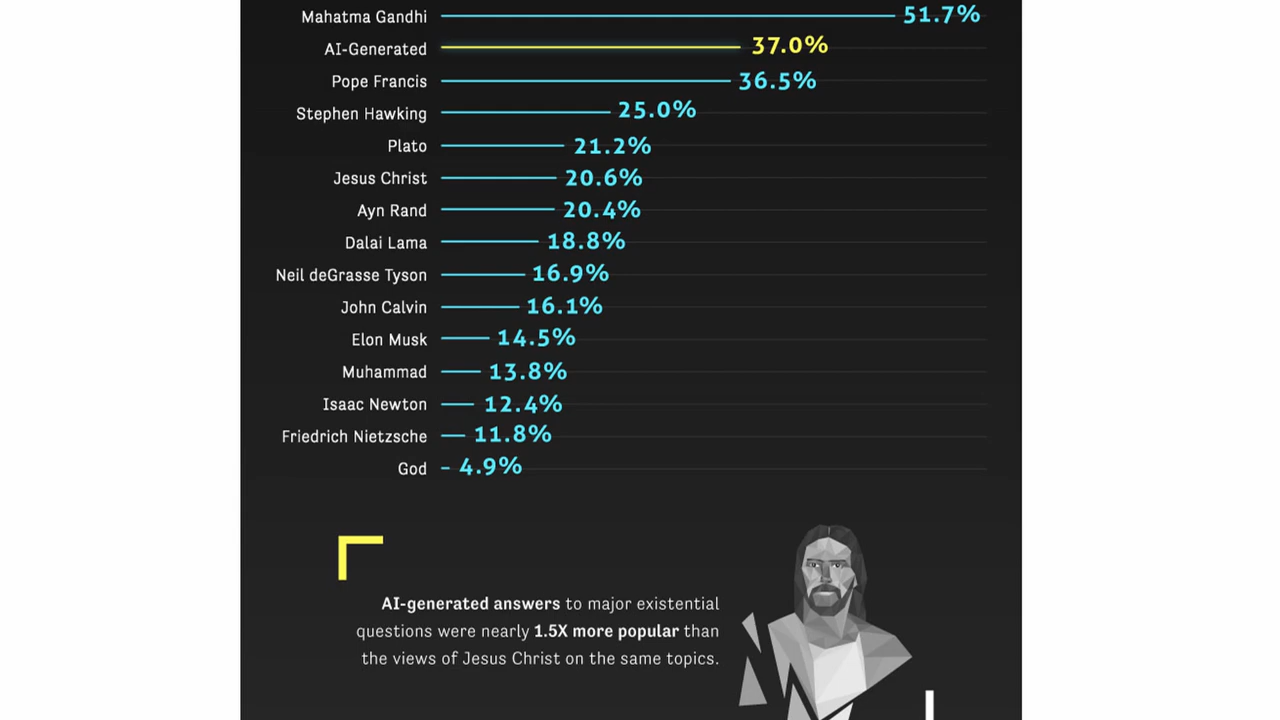 Mahatma Gandhi 51.7%
AI-Generated 37.0%
Pope Francis 36.5%
Stephen Hawking 25.0%
Plato 21.2%
Jesus Christ 20.6%
Ayn Rand 20.4%
Dalai Lama 18.8%
Neil deGrasse Tyson 16.9%
John Calvin 16.1%
Elon Musk 14.5%
Muhammad 13.8%
Isaac Newton 12.4%
Friedrich Nietzsche 11.8%
God 4.9%
AI-generated answers to major existential
questions were nearly 1.5X more popular than
the views of Jesus Christ on the same topics.